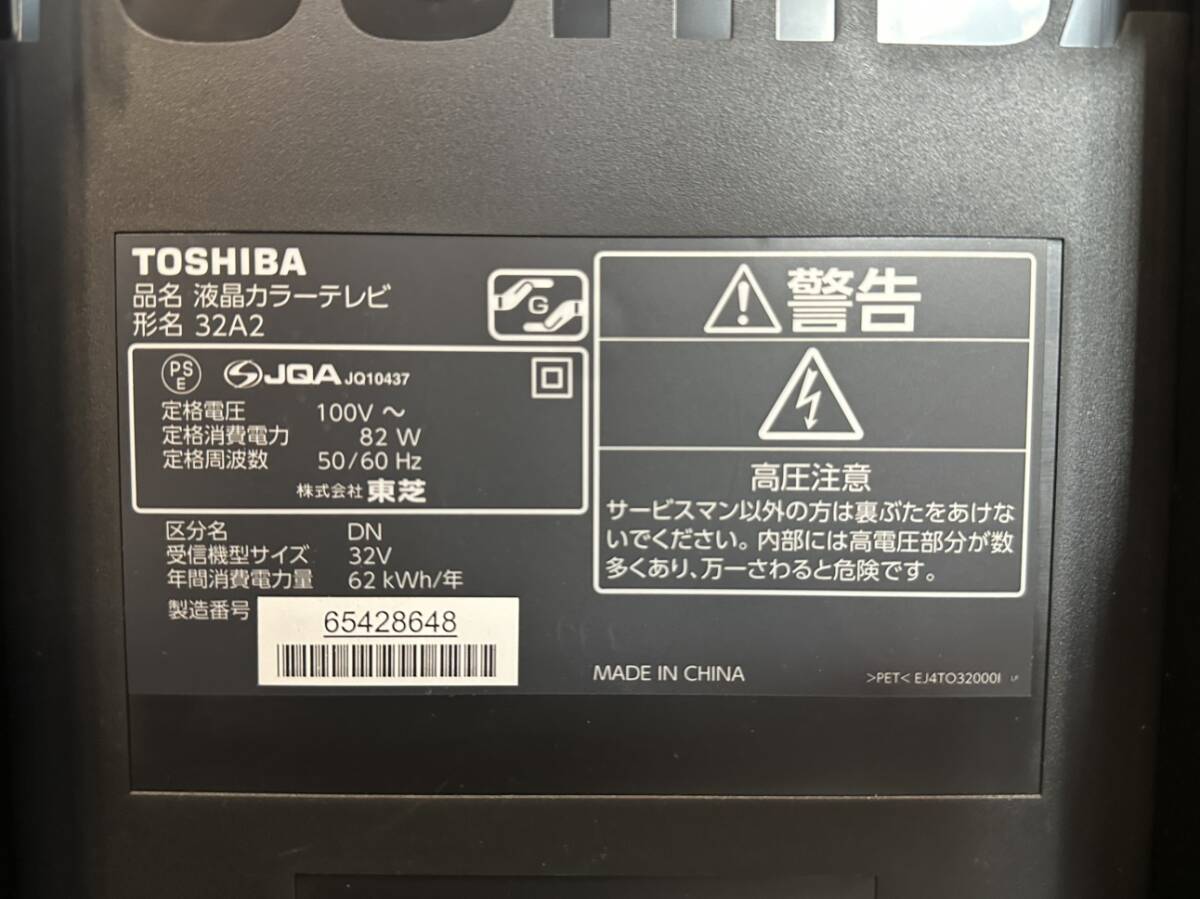 TOSHIBA
TOSHIBA
品名 液晶カラーテレビ
形名 32A2
G
PS
E
JQA JQ10437
定格電圧 100V ～
定格消費電力 82 W
定格周波数 50/60 Hz
株式会社 東芝
区分名 DN
受信機型サイズ 32V
年間消費電力量 62 kWh/年
製造番号 65428648
警告
高圧注意
サービスマン以外の方は裏ぶたをあけな
いでください。内部には高電圧部分が数
多くあり、万一さわると危険です。
MADE IN CHINA
>PET< EJ4TO32000I LF